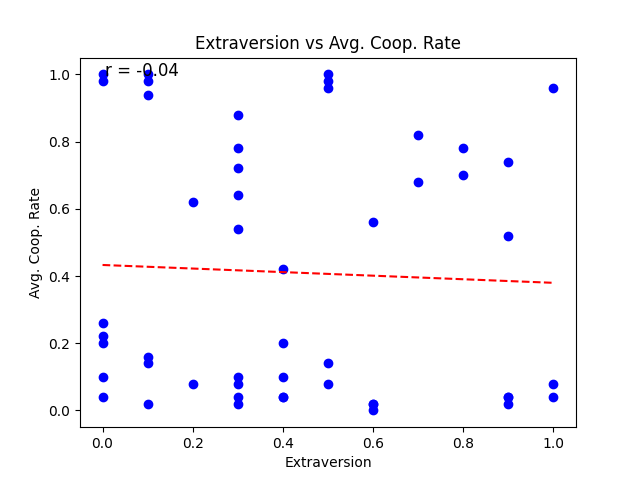 Extraversion vs Avg. Coop. Rate
r = -0.04
1.0
0.8
0.6
0.4
0.2
0.0
Avg. Coop. Rate
0.0 0.2 0.4 0.6 0.8 1.0
Extraversion